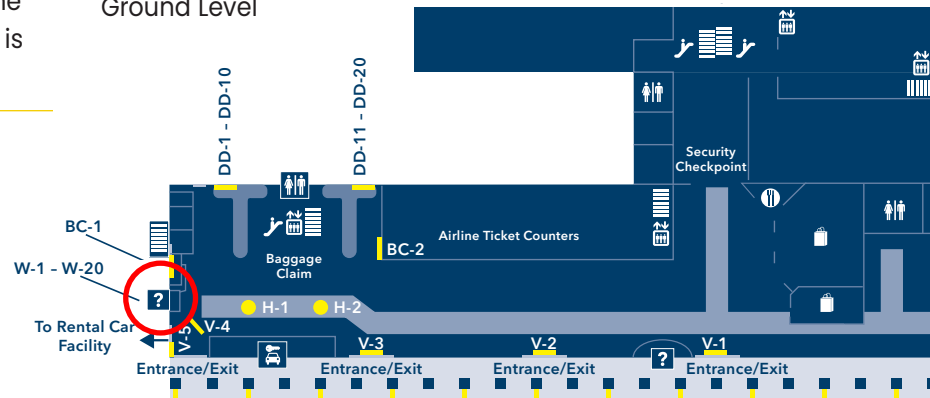 he
is
Ground Level
DD-1 – DD-10
DD-11 – DD-20
Security
Checkpoint
BC-1
W-1 – W-20
?
To Rental Car
Facility
Baggage
Claim
BC-2
Airline Ticket Counters
H-1
H-2
V-5
V-4
V-3
V-2
?
V-1
Entrance/Exit
Entrance/Exit
Entrance/Exit
Entrance/Exit